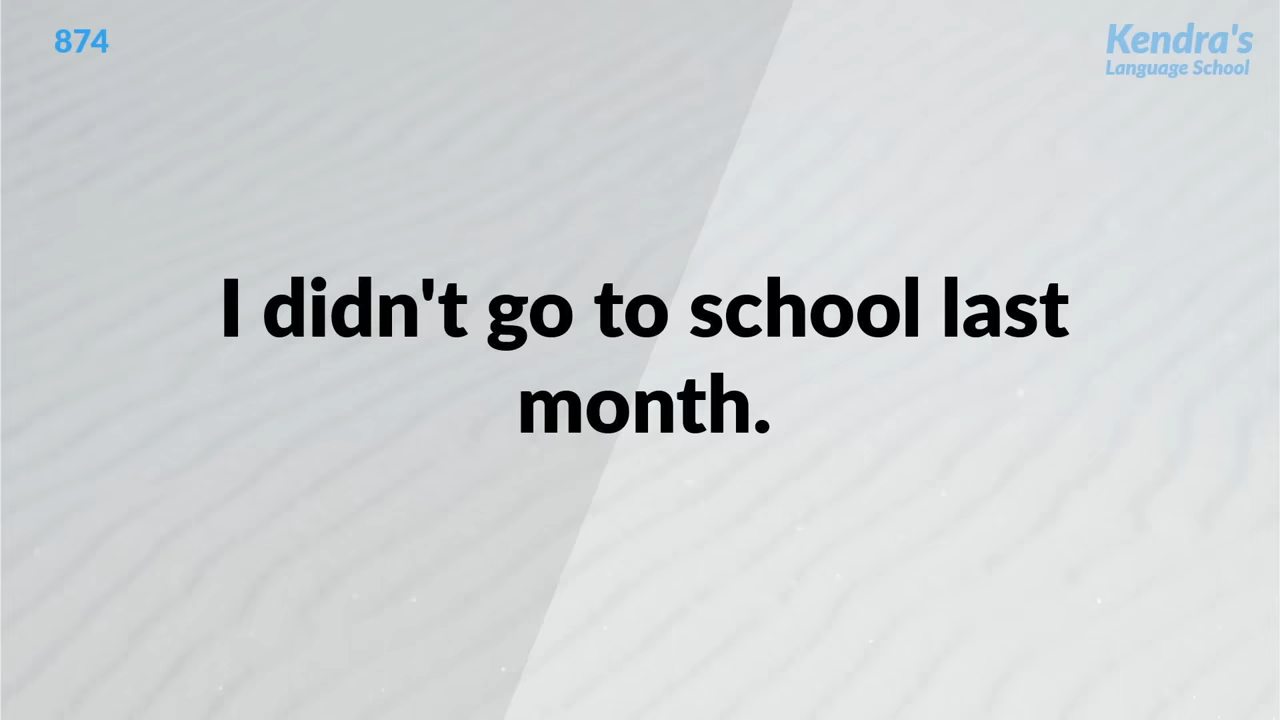 874
Kendra's
Language School
I didn't go to school last
month.